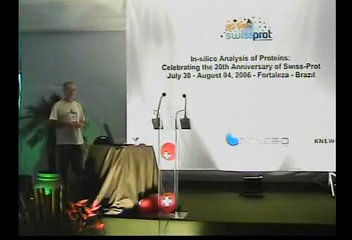 swissprot
In-silico Analysis of Proteins:
Celebrating the 20th Anniversary of Swiss-Prot
July 30 - August 04, 2006 - Fortaleza - Brazil